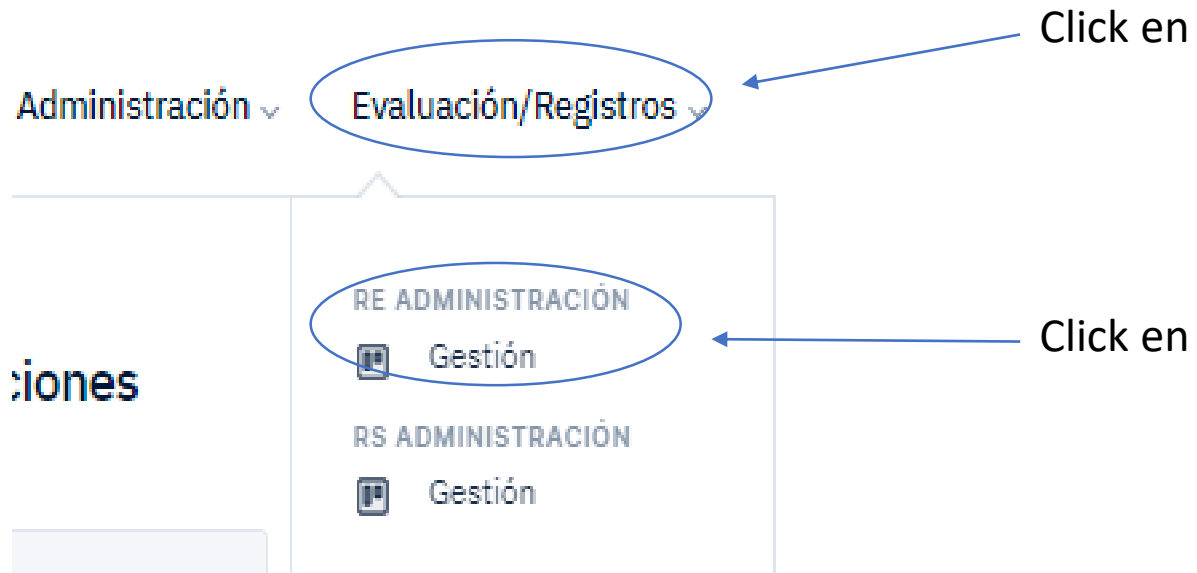 Click en
Administración
Evaluación/Registros
RE ADMINISTRACIÓN
Gestión
Click en
ciones
RS ADMINISTRACIÓN
Gestión